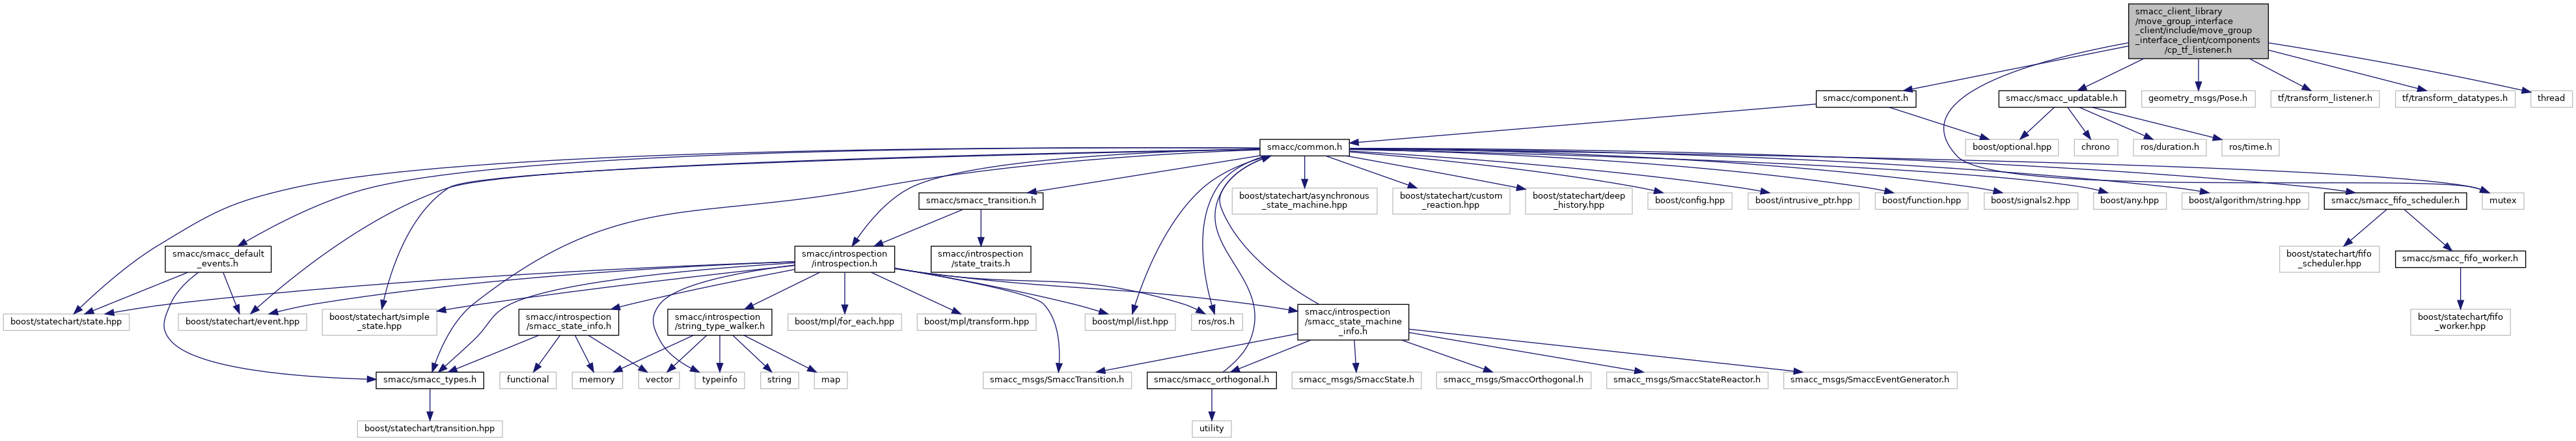 smacc_client_library
/move_group_interface
_client/include/move_group
_interface_client/components
/cp_tf_listener.h
smacc/component.h
smacc/smacc_updatable.h
geometry_msgs/Pose.h
tf/transform_listener.h
tf/transform_datatypes.h
thread
smacc/common.h
boost/optional.hpp
chrono
ros/duration.h
ros/time.h
smacc/smacc_transition.h
boost/statechart/asynchronous
_state_machine.hpp
boost/statechart/custom
_reaction.hpp
boost/statechart/deep
_history.hpp
boost/config.hpp
boost/intrusive_ptr.hpp
boost/function.hpp
boost/signals2.hpp
boost/any.hpp
boost/algorithm/string.hpp
smacc/smacc_fifo_scheduler.h
mutex
smacc/smacc_default
_events.h
smacc/introspection
/introspection.h
smacc/introspection
/state_traits.h
boost/statechart/fifo
_scheduler.hpp
smacc/smacc_fifo_worker.h
boost/statechart/state.hpp
boost/statechart/event.hpp
boost/statechart/simple
_state.hpp
smacc/introspection
/smacc_state_info.h
smacc/introspection
/string_type_walker.h
boost/mpl/for_each.hpp
boost/mpl/transform.hpp
boost/mpl/list.hpp
ros/ros.h
smacc/introspection
/smacc_state_machine
_info.h
boost/statechart/fifo
_worker.hpp
smacc/smacc_types.h
functional
memory
vector
typeinfo
string
map
smacc_msgs/SmaccTransition.h
smacc/smacc_orthogonal.h
smacc_msgs/SmaccState.h
smacc_msgs/SmaccOrthogonal.h
smacc_msgs/SmaccStateReactor.h
smacc_msgs/SmaccEventGenerator.h
boost/statechart/transition.hpp
utility